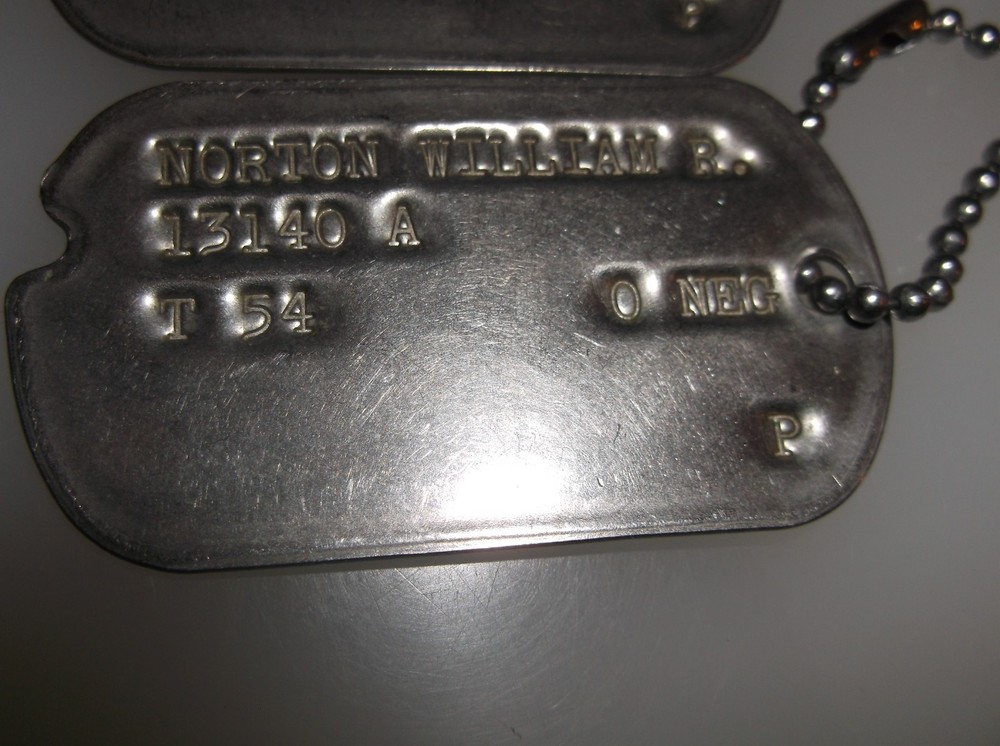 P
NORTON WILLIAM R.
13140 A
T 54 O NEG
P